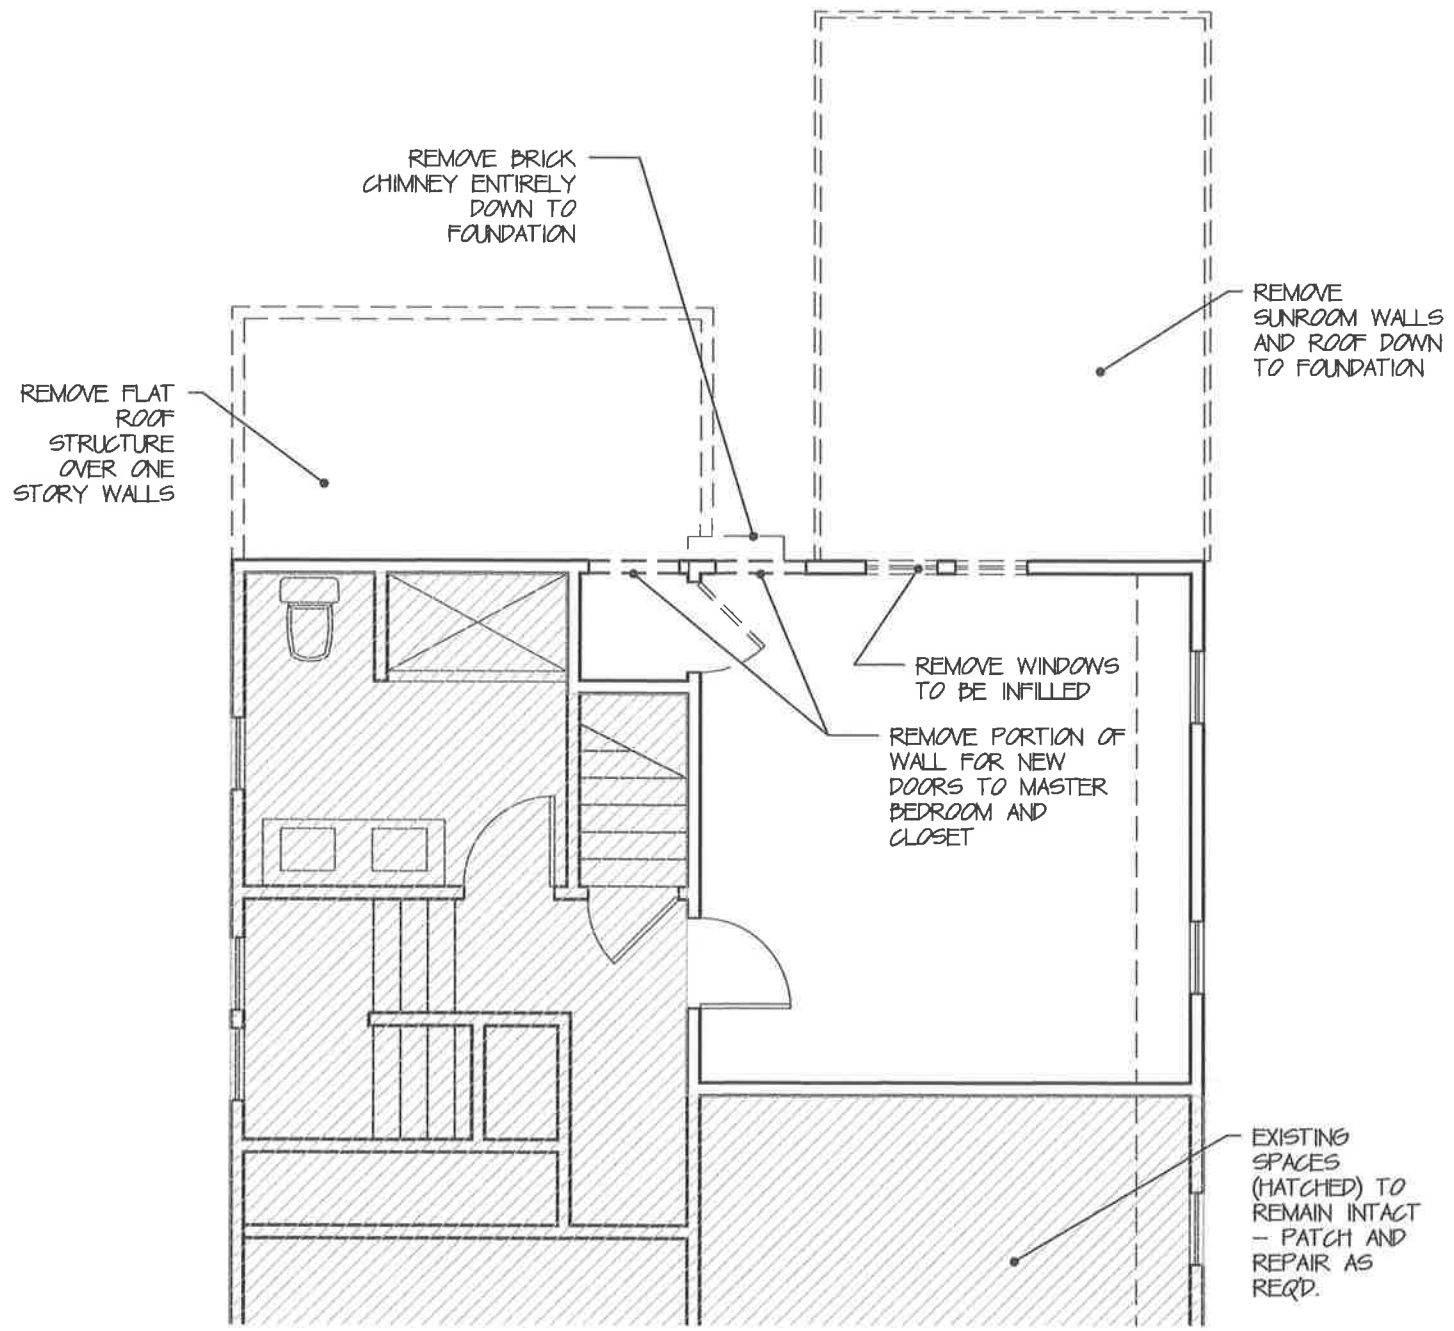 REMOVE BRICK
CHIMNEY ENTIRELY
DOWN TO
FOUNDATION
REMOVE
SUNROOM WALLS
AND ROOF DOWN
TO FOUNDATION
REMOVE FLAT
ROOF
STRUCTURE
OVER ONE
STORY WALLS
REMOVE WINDOWS
TO BE INFILLED
REMOVE PORTION OF
WALL FOR NEW
DOORS TO MASTER
BEDROOM AND
CLOSET
EXISTING
SPACES
(HATCHED) TO
REMAIN INTACT
- PATCH AND
REPAIR AS
REQ'D.